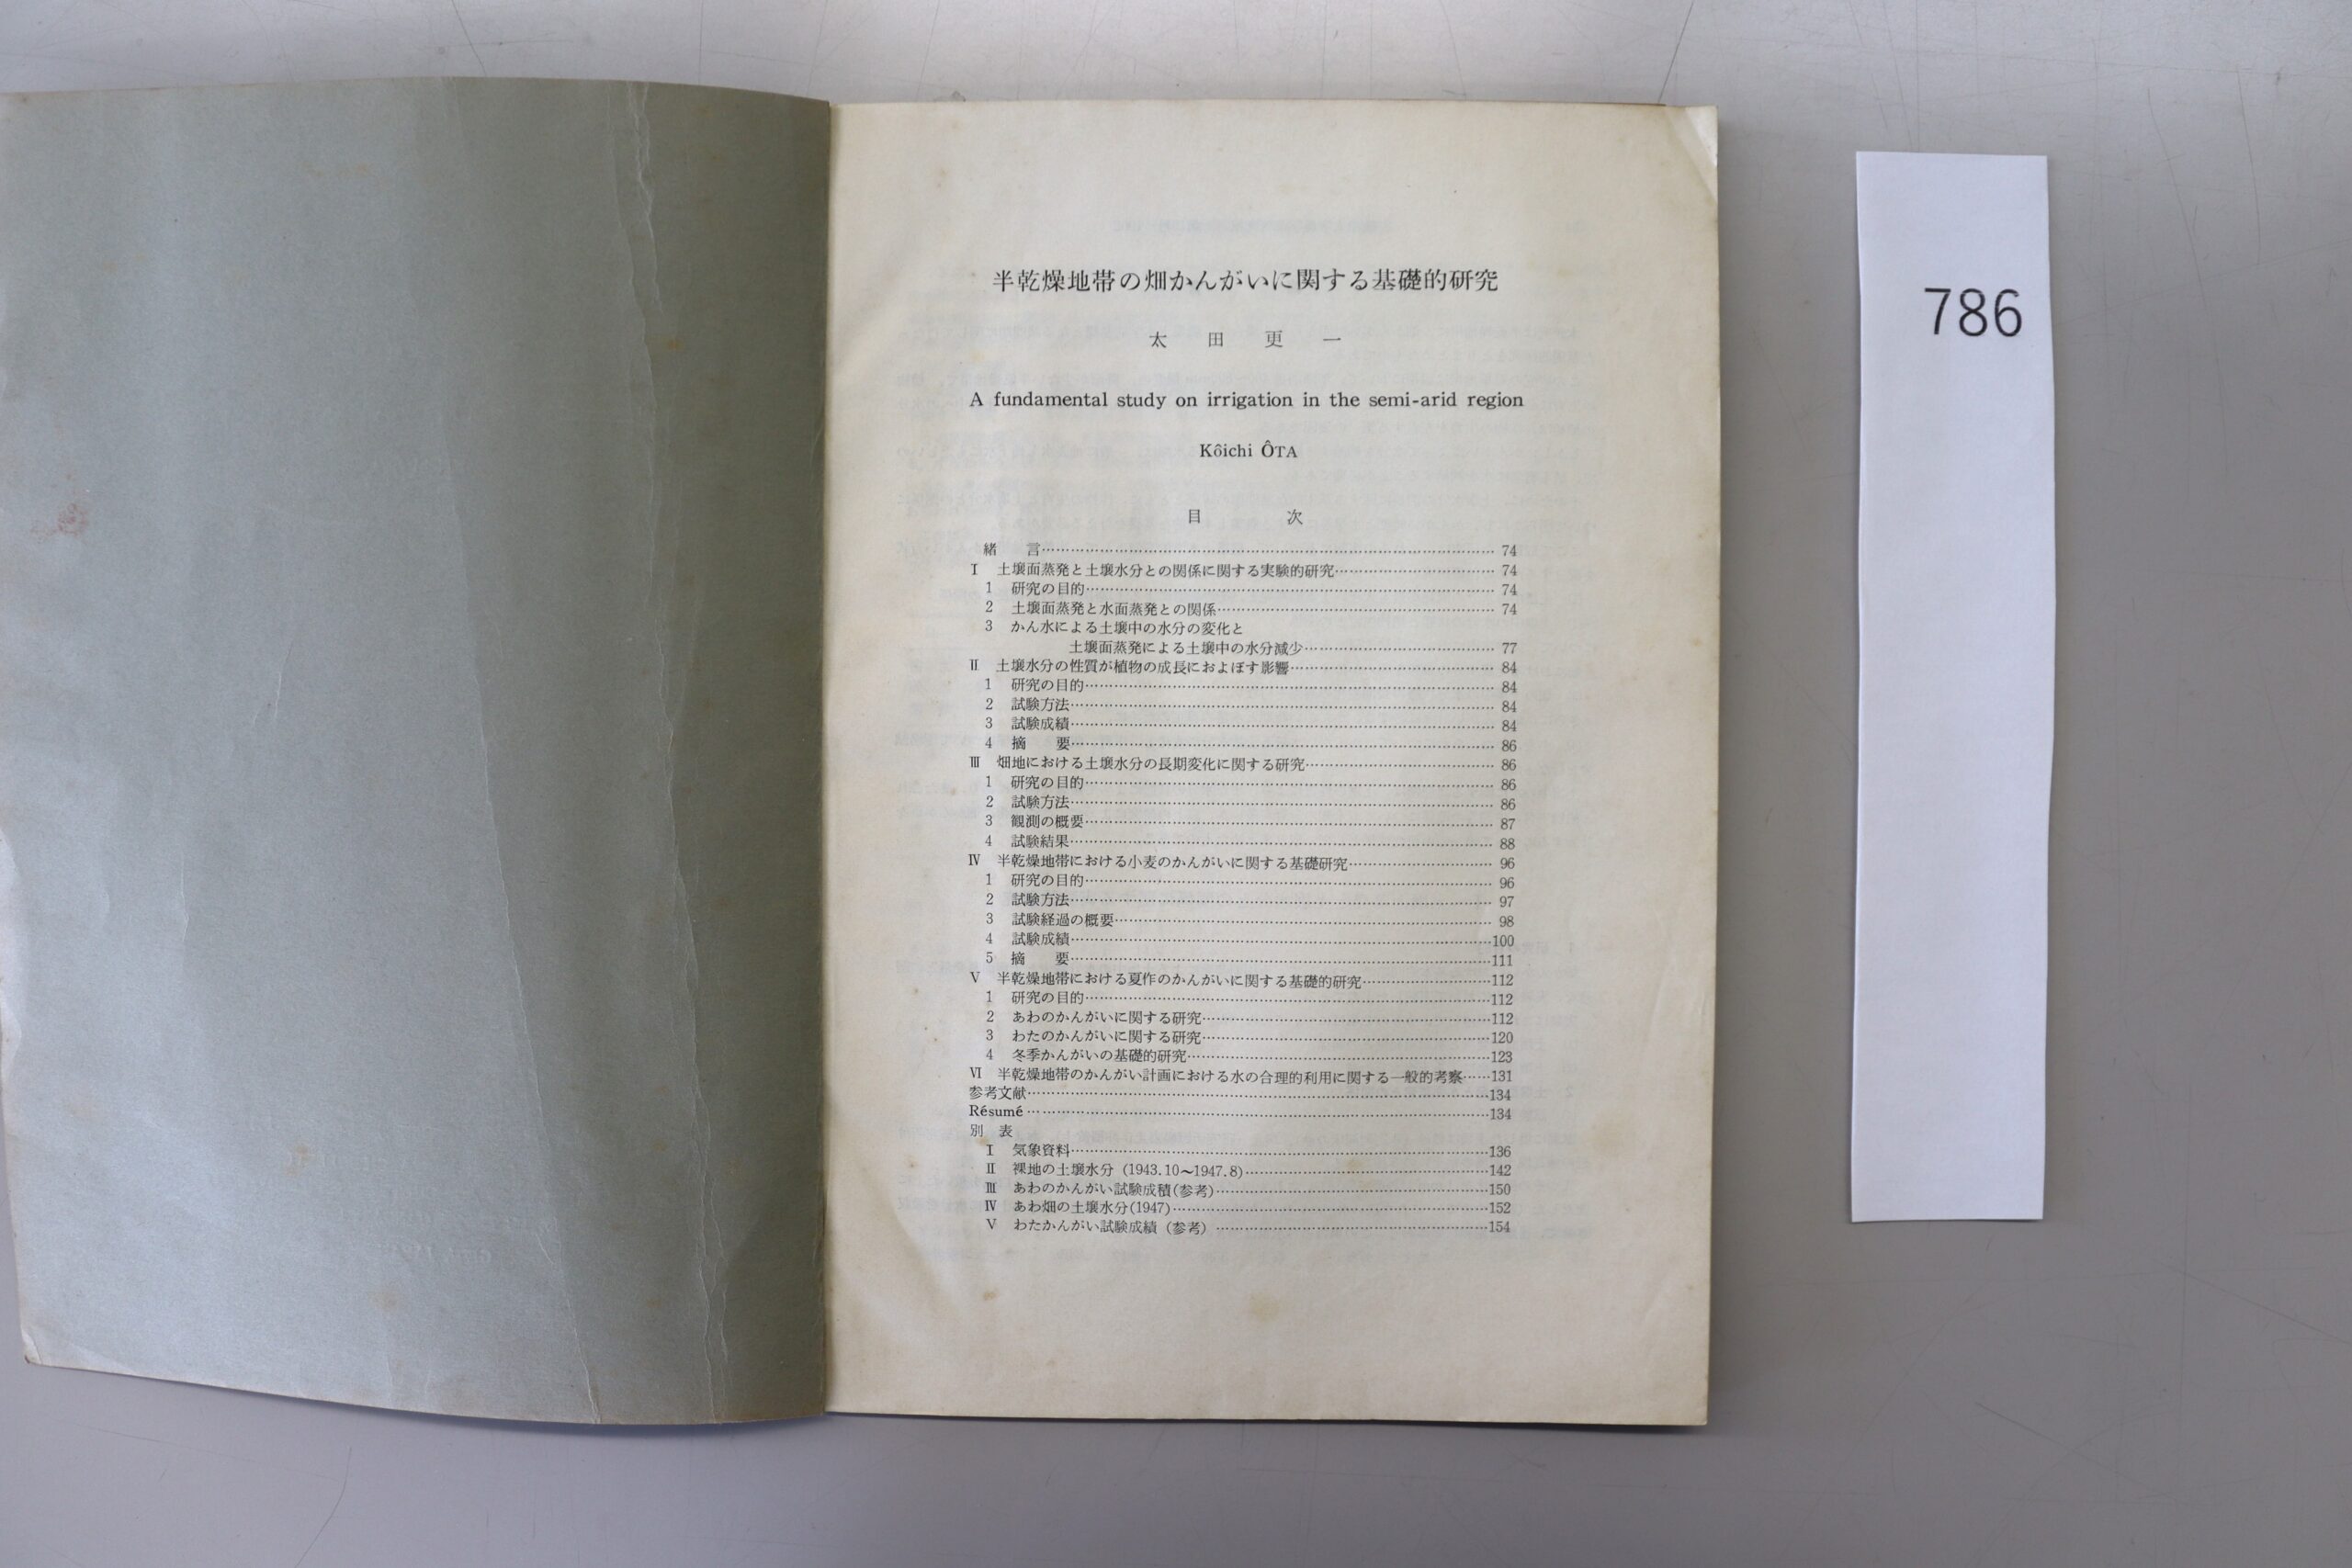 半乾燥地帯の畑かんがいに関する基礎的研究
太田更一
A fundamental study on irrigation in the semi-arid region
Kôichi ÔTA
目次
緒言…………74
Ⅰ 土壌面蒸発と土壌水分との関係に関する実験的研究…………74
1 研究の目的…………74
2 土壌面蒸発と水面蒸発との関係…………74
3 かん水による土壌中の水分の変化と
土壌面蒸発による土壌中の水分減少…………77
Ⅱ 土壌水分の性質が植物の成長におよぼす影響…………84
1 研究の目的…………84
2 試験方法…………84
3 試験成績…………84
4 摘要…………86
Ⅲ 畑地における土壌水分の長期変化に関する研究…………86
1 研究の目的…………86
2 試験方法…………86
3 観測の概要…………87
4 試験結果…………88
Ⅳ 半乾燥地帯における小麦のかんがいに関する基礎研究…………96
1 研究の目的…………96
2 試験方法…………97
3 試験経過の概要…………98
4 試験成績…………100
5 摘要…………111
Ⅴ 半乾燥地帯における夏作のかんがいに関する基礎的研究…………112
1 研究の目的…………112
2 あわのかんがいに関する研究…………112
3 わたのかんがいに関する研究…………120
4 冬季かんがいの基礎的研究…………123
Ⅵ 半乾燥地帯のかんがい計画における水の合理的利用に関する一般的考察……131
参考文献…………134
Résumé…………134
別表
Ⅰ 気象資料…………136
Ⅱ 裸地の土壌水分 (1943.10～1947.8)…………142
Ⅲ あわのかんがい試験成積(参考)…………150
Ⅳ あわ畑の土壌水分(1947)…………152
Ⅴ わたかんがい試験成績 (参考)…………154
786